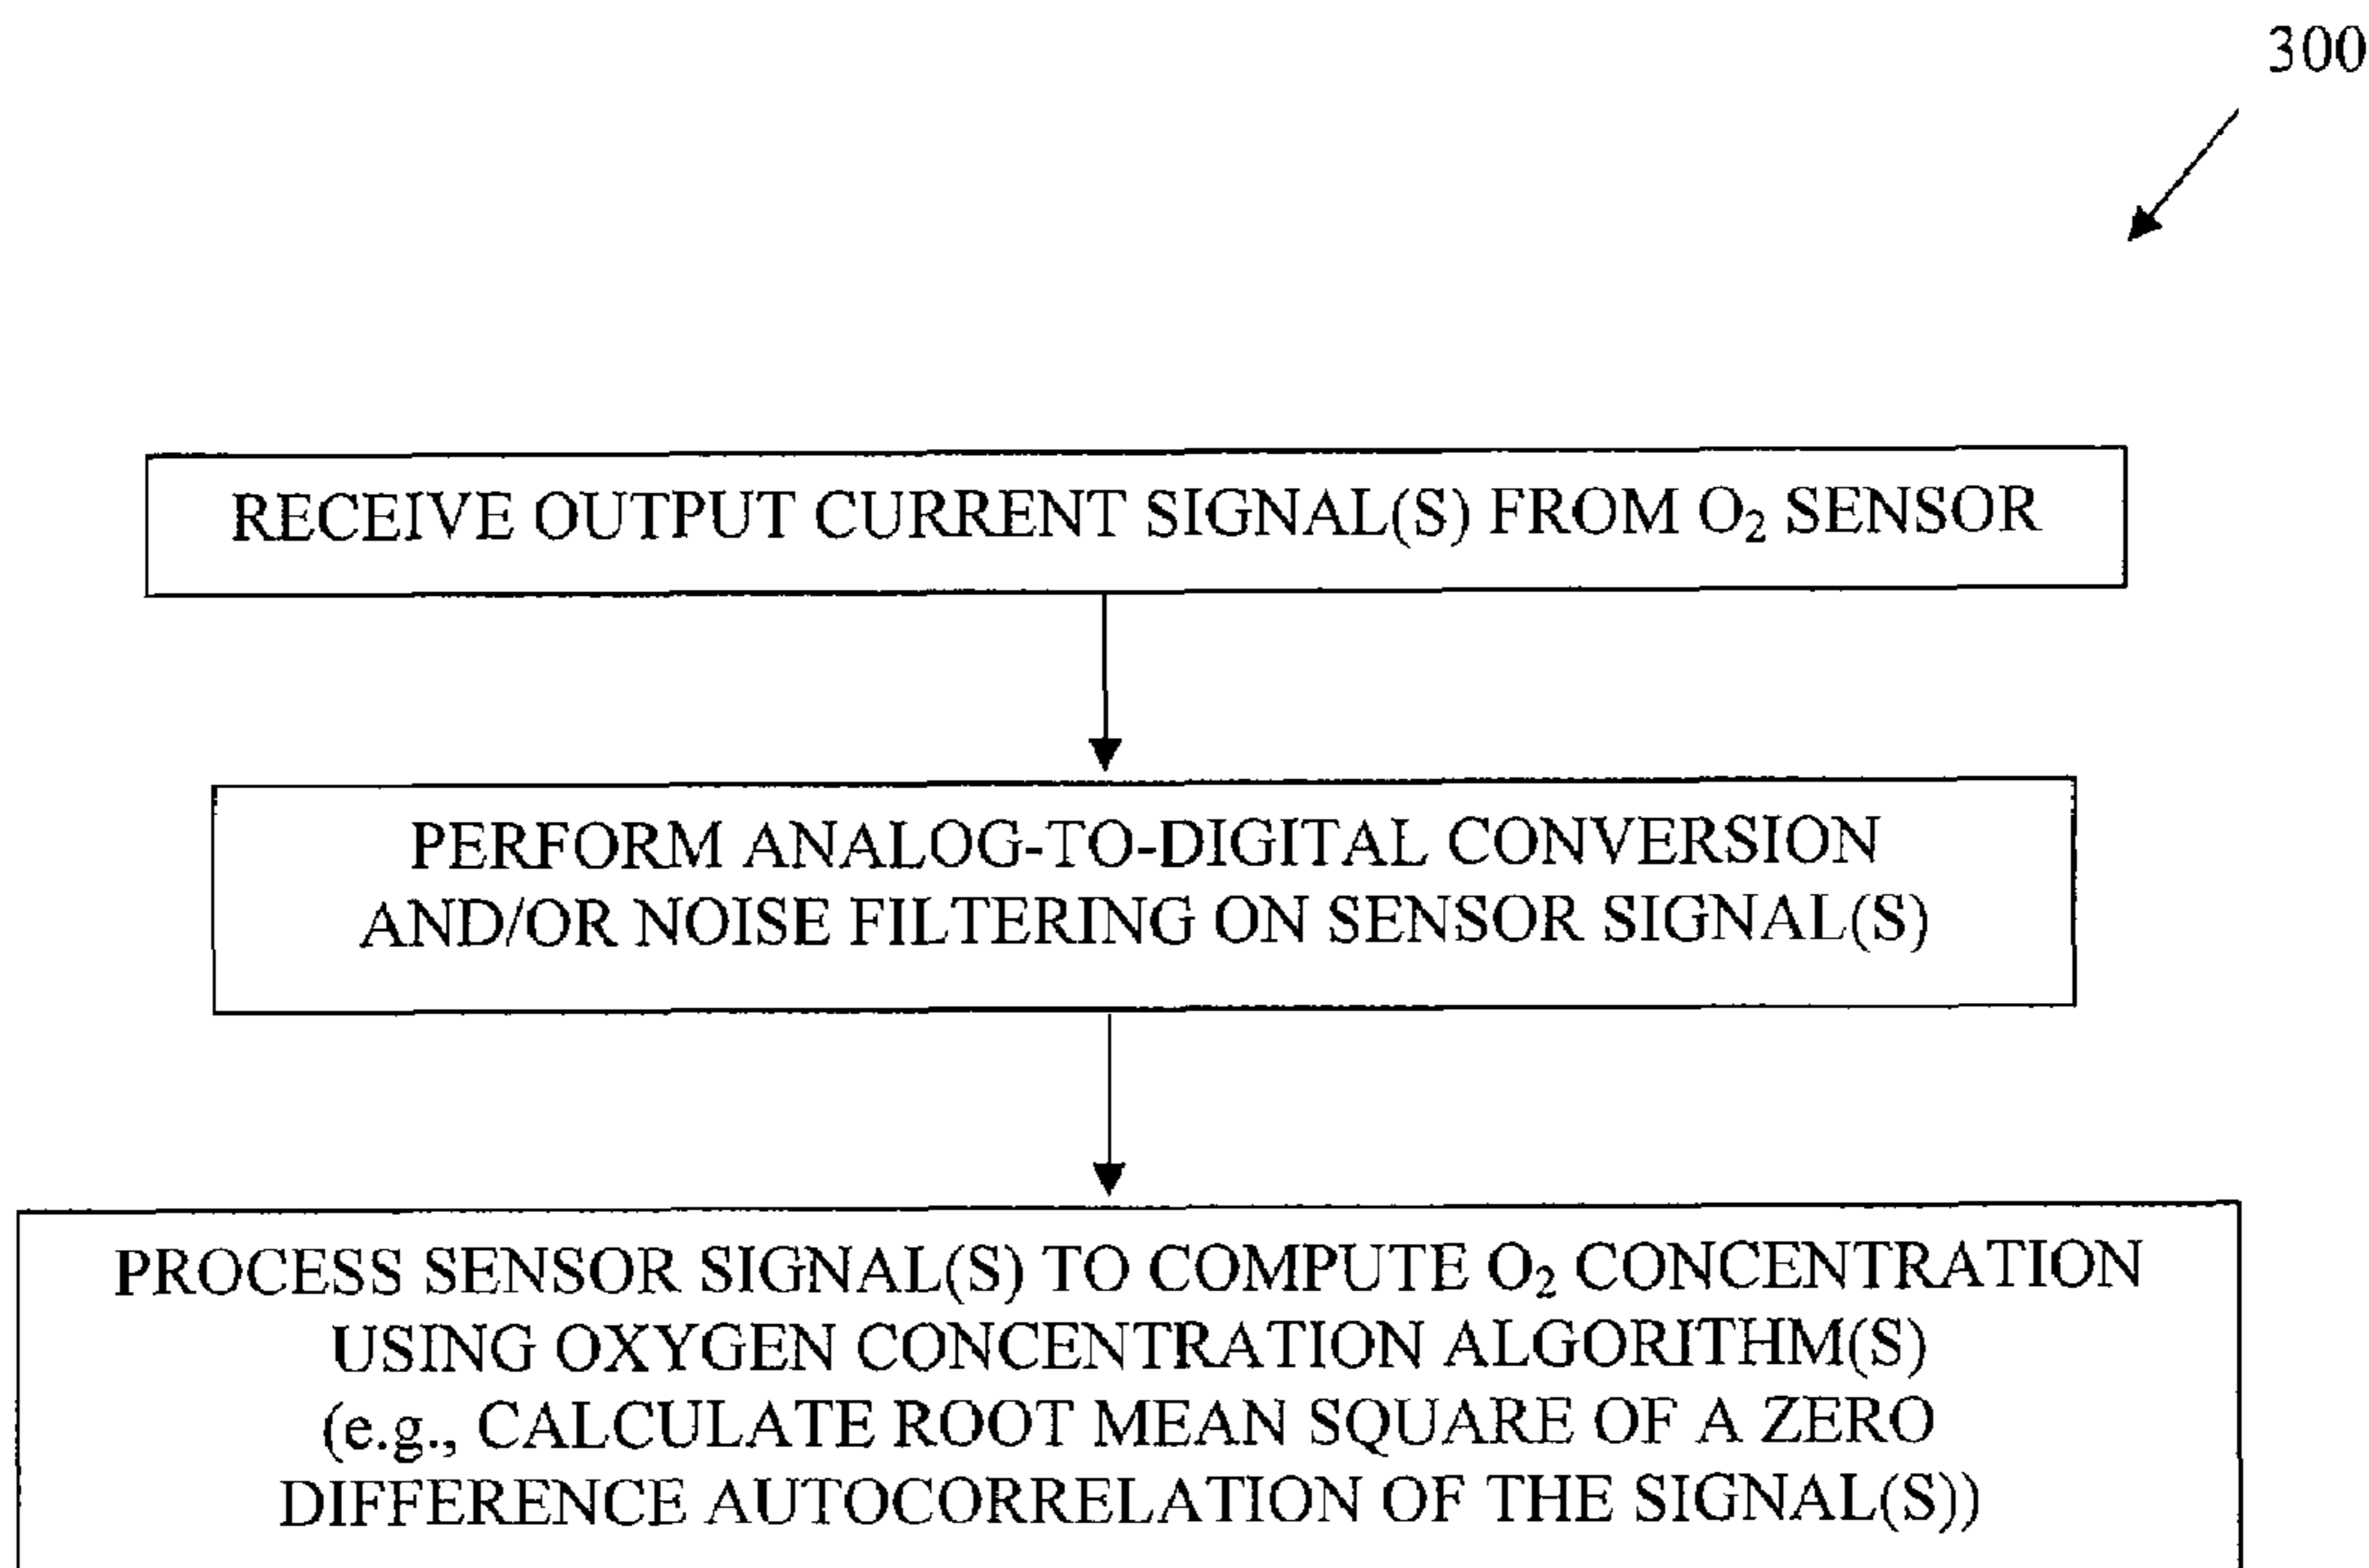 300
RECEIVE OUTPUT CURRENT SIGNAL(S) FROM O₂ SENSOR
PERFORM ANALOG-TO-DIGITAL CONVERSION
AND/OR NOISE FILTERING ON SENSOR SIGNAL(S)
PROCESS SENSOR SIGNAL(S) TO COMPUTE O₂ CONCENTRATION
USING OXYGEN CONCENTRATION ALGORITHM(S)
(e.g., CALCULATE ROOT MEAN SQUARE OF A ZERO
DIFFERENCE AUTOCORRELATION OF THE SIGNAL(S))